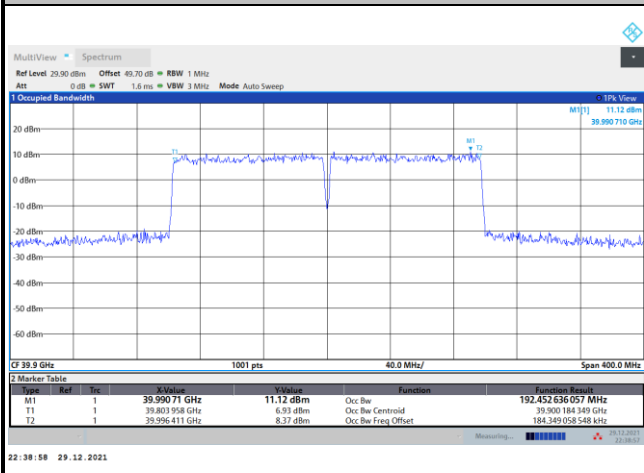 MultiView Spectrum
Ref Level 29.90 dBm Offset 49.70 dB RBW 1 MHz
Att 0 dB SWT 1.6 ms VBW 3 MHz Mode Auto Sweep
1 Occupied Bandwidth 1Pk View
M1[1] 11.12 dBm
39.990 710 GHz
20 dBm
M1
10 dBm T1 T2
0 dBm
-10 dBm
-20 dBm
-30 dBm
-40 dBm
-50 dBm
-60 dBm
CF 39.9 GHz 1001 pts 40.0 MHz/ Span 400.0 MHz
2 Marker Table
Type Ref Trc X-Value Y-Value Function Function Result
M1 1 39.990 71 GHz 11.12 dBm Occ Bw 192.452 636 057 MHz
T1 1 39.803 958 GHz 6.93 dBm Occ Bw Centroid 39.900 184 349 GHz
T2 1 39.996 411 GHz 8.37 dBm Occ Bw Freq Offset 184.349 058 548 kHz
Measuring... 29.12.2021
22:38:57
22:38:58 29.12.2021